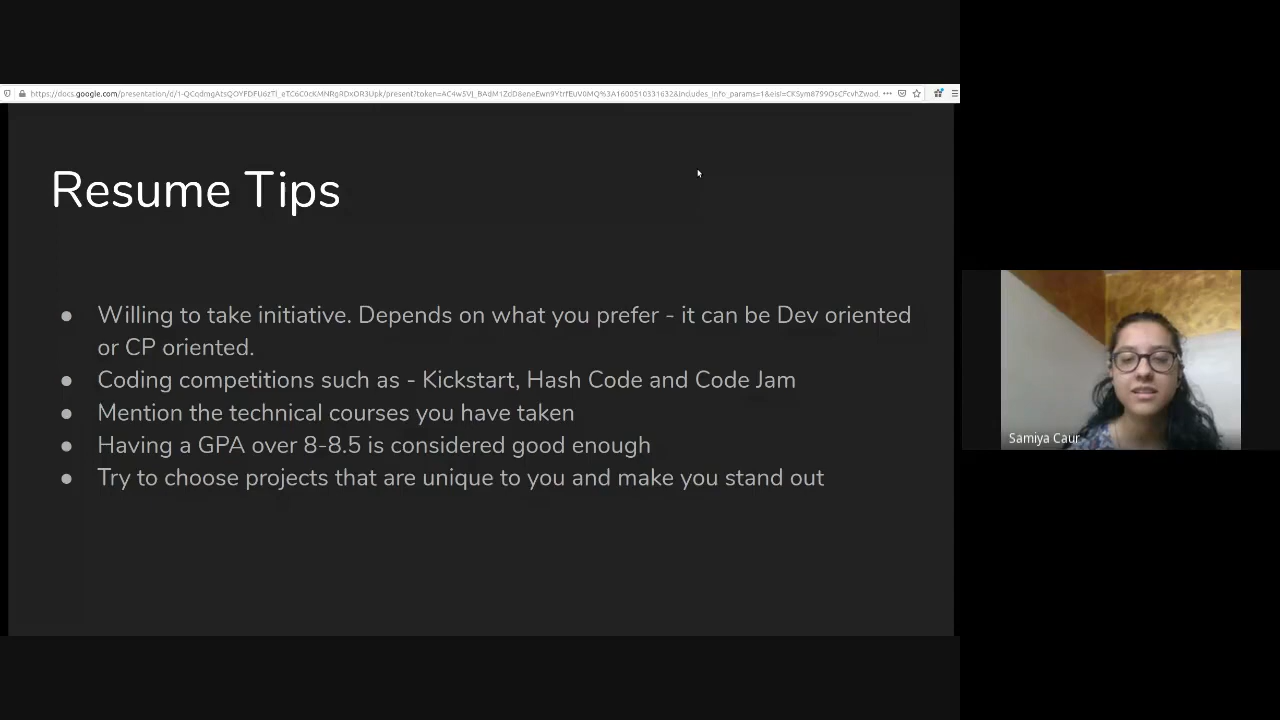 Resume Tips
● Willing to take initiative. Depends on what you prefer - it can be Dev oriented
or CP oriented.
● Coding competitions such as - Kickstart, Hash Code and Code Jam
● Mention the technical courses you have taken
● Having a GPA over 8-8.5 is considered good enough
● Try to choose projects that are unique to you and make you stand out
Samiya Caur